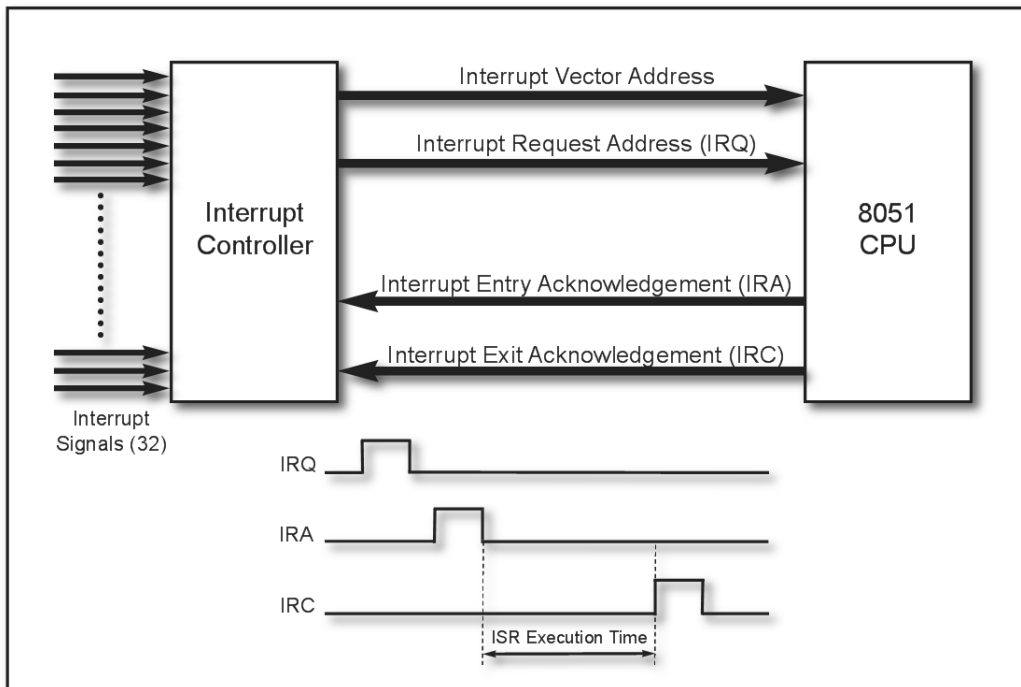 Interrupt Vector Address
Interrupt Request Address (IRQ)
Interrupt
Controller
8051
CPU
Interrupt Entry Acknowledgement (IRA)
Interrupt Exit Acknowledgement (IRC)
Interrupt
Signals (32)
IRQ
IRA
IRC
ISR Execution Time